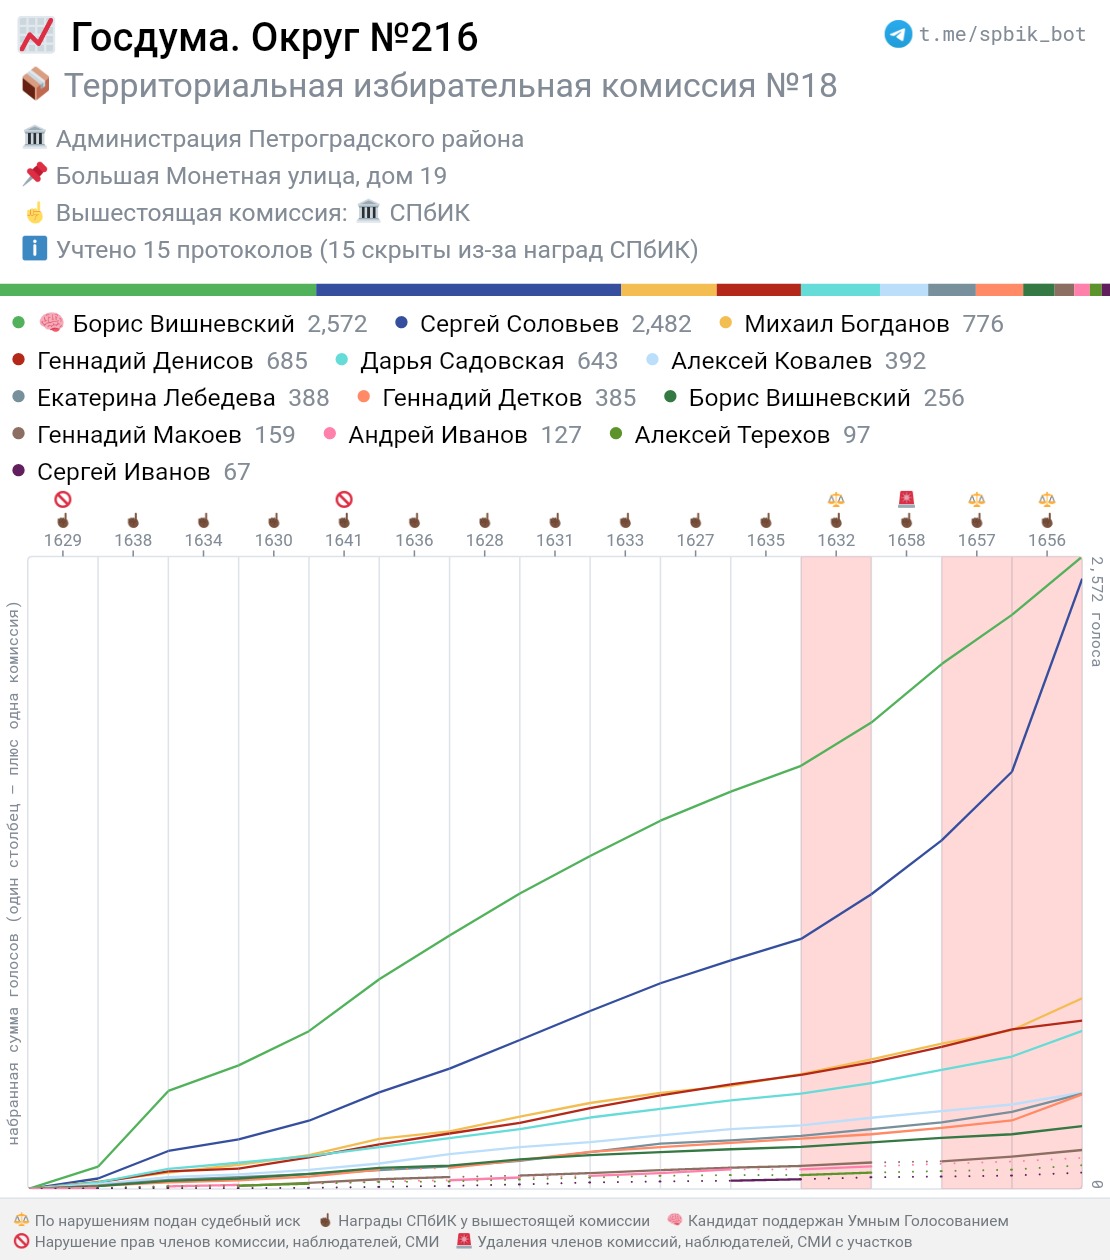 Госдума. Округ №216
t.me/spbik_bot
Территориальная избирательная комиссия №18
Администрация Петроградского района
Большая Монетная улица, дом 19
Вышестоящая комиссия: СПбИК
Учтено 15 протоколов (15 скрыты из-за наград СПбИК)
Борис Вишневский 2,572 Сергей Соловьев 2,482 Михаил Богданов 776
Геннадий Денисов 685 Дарья Садовская 643 Алексей Ковалев 392
Екатерина Лебедева 388 Геннадий Детков 385 Борис Вишневский 256
Геннадий Макоев 159 Андрей Иванов 127 Алексей Терехов 97
Сергей Иванов 67
1629 1638 1634 1630 1641 1636 1628 1631 1633 1627 1635 1632 1658 1657 1656
набранная сумма голосов (один столбец — плюс одна комиссия)
2,572 голоса
0
По нарушениям подан судебный иск Награды СПбИК у вышестоящей комиссии Кандидат поддержан Умным Голосованием
Нарушение прав членов комиссии, наблюдателей, СМИ Удаления членов комиссий, наблюдателей, СМИ с участков